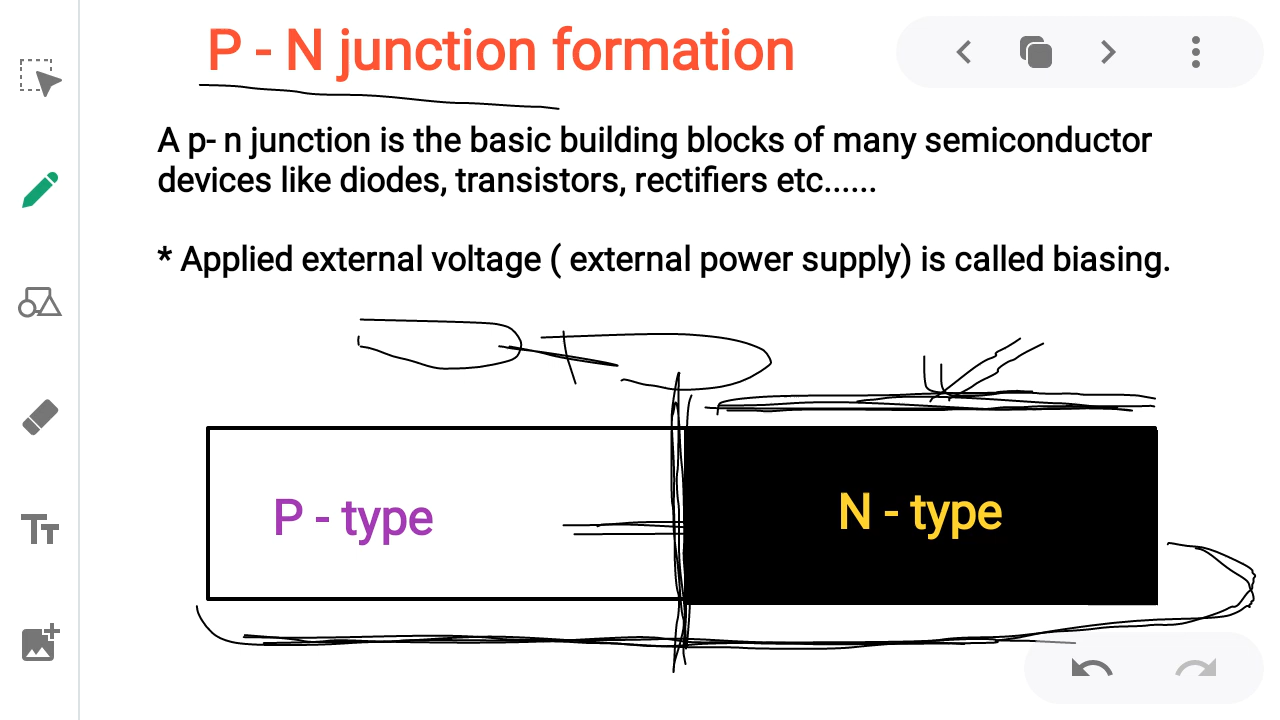 P - N junction formation
A p- n junction is the basic building blocks of many semiconductor
devices like diodes, transistors, rectifiers etc......
* Applied external voltage ( external power supply) is called biasing.
P - type
N - type